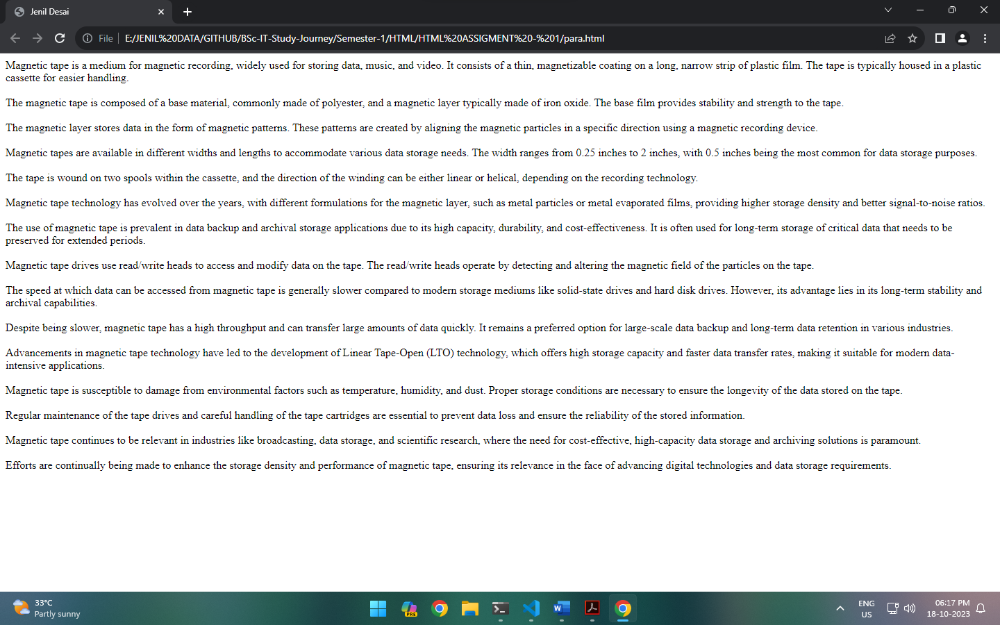 Jenil Desai
File
E:/JENIL%20DATA/GITHUB/BSc-IT-Study-Journey/Semester-1/HTML/HTML%20ASSIGMENT%20-%201/para.html
Magnetic tape is a medium for magnetic recording, widely used for storing data, music, and video. It consists of a thin, magnetizable coating on a long, narrow strip of plastic film. The tape is typically housed in a plastic
cassette for easier handling.
The magnetic tape is composed of a base material, commonly made of polyester, and a magnetic layer typically made of iron oxide. The base film provides stability and strength to the tape.
The magnetic layer stores data in the form of magnetic patterns. These patterns are created by aligning the magnetic particles in a specific direction using a magnetic recording device.
Magnetic tapes are available in different widths and lengths to accommodate various data storage needs. The width ranges from 0.25 inches to 2 inches, with 0.5 inches being the most common for data storage purposes.
The tape is wound on two spools within the cassette, and the direction of the winding can be either linear or helical, depending on the recording technology.
Magnetic tape technology has evolved over the years, with different formulations for the magnetic layer, such as metal particles or metal evaporated films, providing higher storage density and better signal-to-noise ratios.
The use of magnetic tape is prevalent in data backup and archival storage applications due to its high capacity, durability, and cost-effectiveness. It is often used for long-term storage of critical data that needs to be
preserved for extended periods.
Magnetic tape drives use read/write heads to access and modify data on the tape. The read/write heads operate by detecting and altering the magnetic field of the particles on the tape.
The speed at which data can be accessed from magnetic tape is generally slower compared to modern storage mediums like solid-state drives and hard disk drives. However, its advantage lies in its long-term stability and
archival capabilities.
Despite being slower, magnetic tape has a high throughput and can transfer large amounts of data quickly. It remains a preferred option for large-scale data backup and long-term data retention in various industries.
Advancements in magnetic tape technology have led to the development of Linear Tape-Open (LTO) technology, which offers high storage capacity and faster data transfer rates, making it suitable for modern data-
intensive applications.
Magnetic tape is susceptible to damage from environmental factors such as temperature, humidity, and dust. Proper storage conditions are necessary to ensure the longevity of the data stored on the tape.
Regular maintenance of the tape drives and careful handling of the tape cartridges are essential to prevent data loss and ensure the reliability of the stored information.
Magnetic tape continues to be relevant in industries like broadcasting, data storage, and scientific research, where the need for cost-effective, high-capacity data storage and archiving solutions is paramount.
Efforts are continually being made to enhance the storage density and performance of magnetic tape, ensuring its relevance in the face of advancing digital technologies and data storage requirements.
33°C
Partly sunny
PRE
W
ENG
US
06:17 PM
18-10-2023